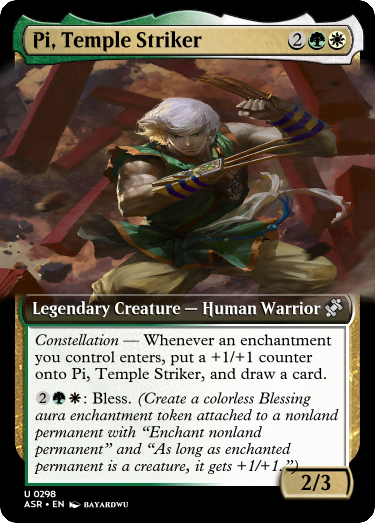 Pi, Temple Striker 2
Legendary Creature — Human Warrior
Constellation — Whenever an enchantment
you control enters, put a +1/+1 counter
onto Pi, Temple Striker, and draw a card.
2: Bless. (Create a colorless Blessing
aura enchantment token attached to a nonland
permanent with “Enchant nonland
permanent” and “As long as enchanted
permanent is a creature, it gets +1/+1.”)
2/3
U 0298
ASR • EN BAYARDWU